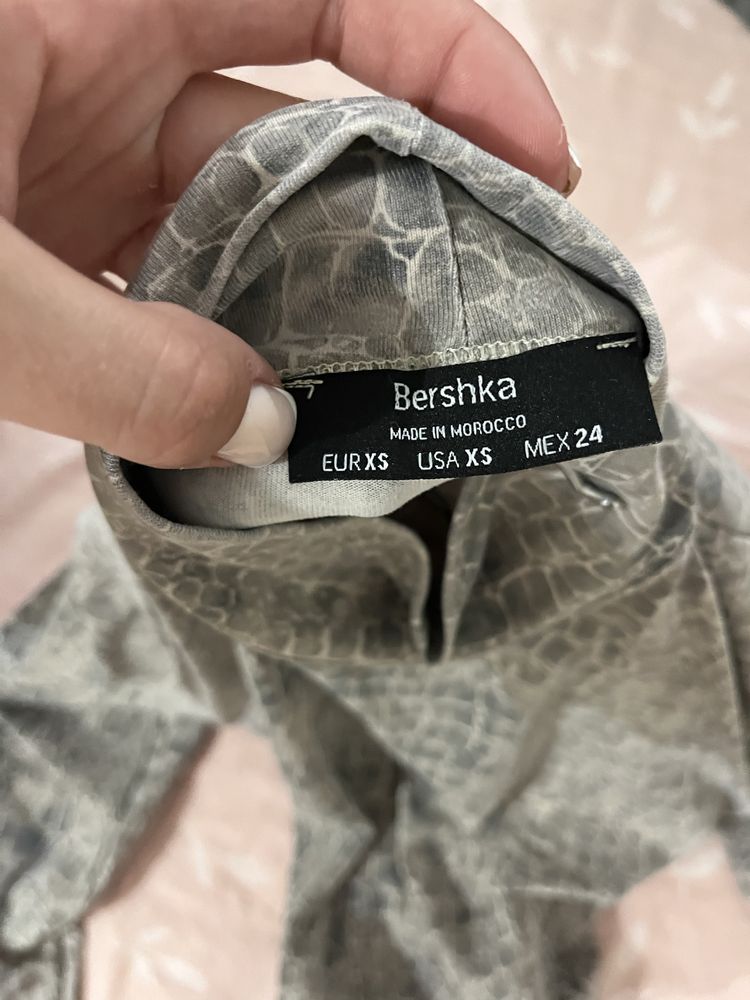 Bershka
MADE IN MOROCCO
EUR XS USA XS MEX 24